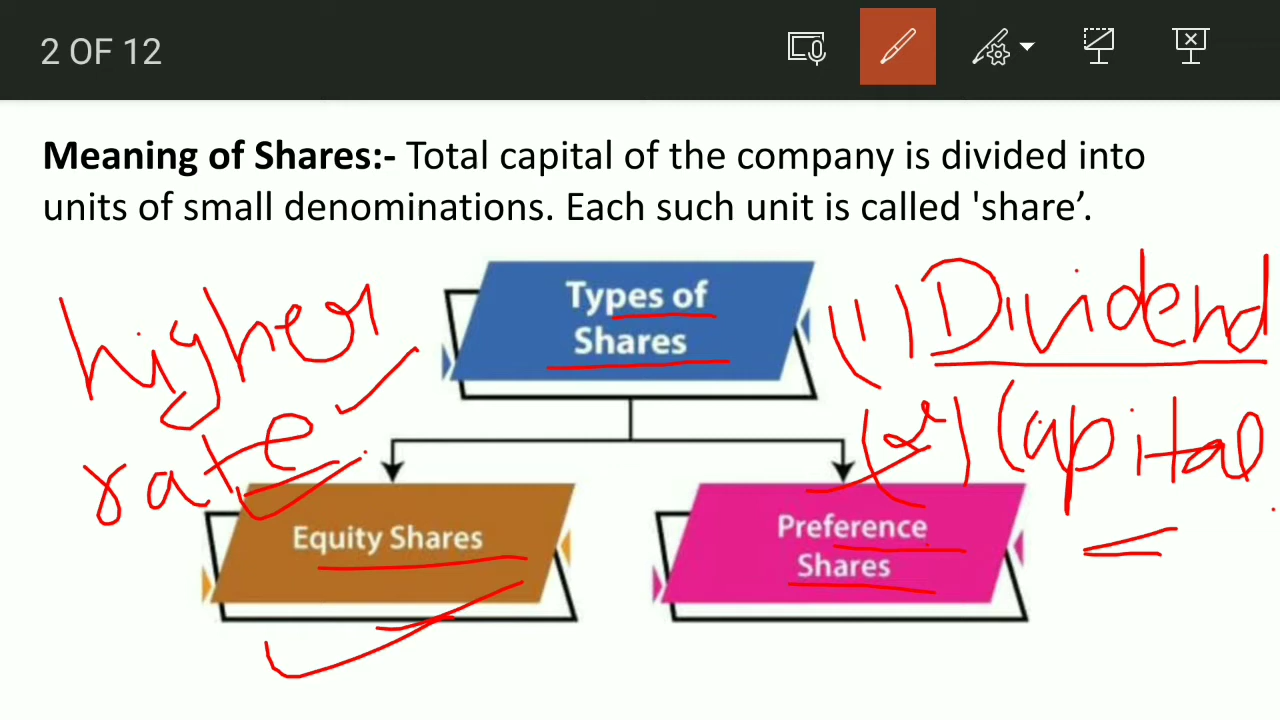 2 OF 12
Meaning of Shares:- Total capital of the company is divided into
units of small denominations. Each such unit is called 'share’.
Types of
Shares
higher
rate
(1) Dividend
(2) Capital
Equity Shares
Preference
Shares